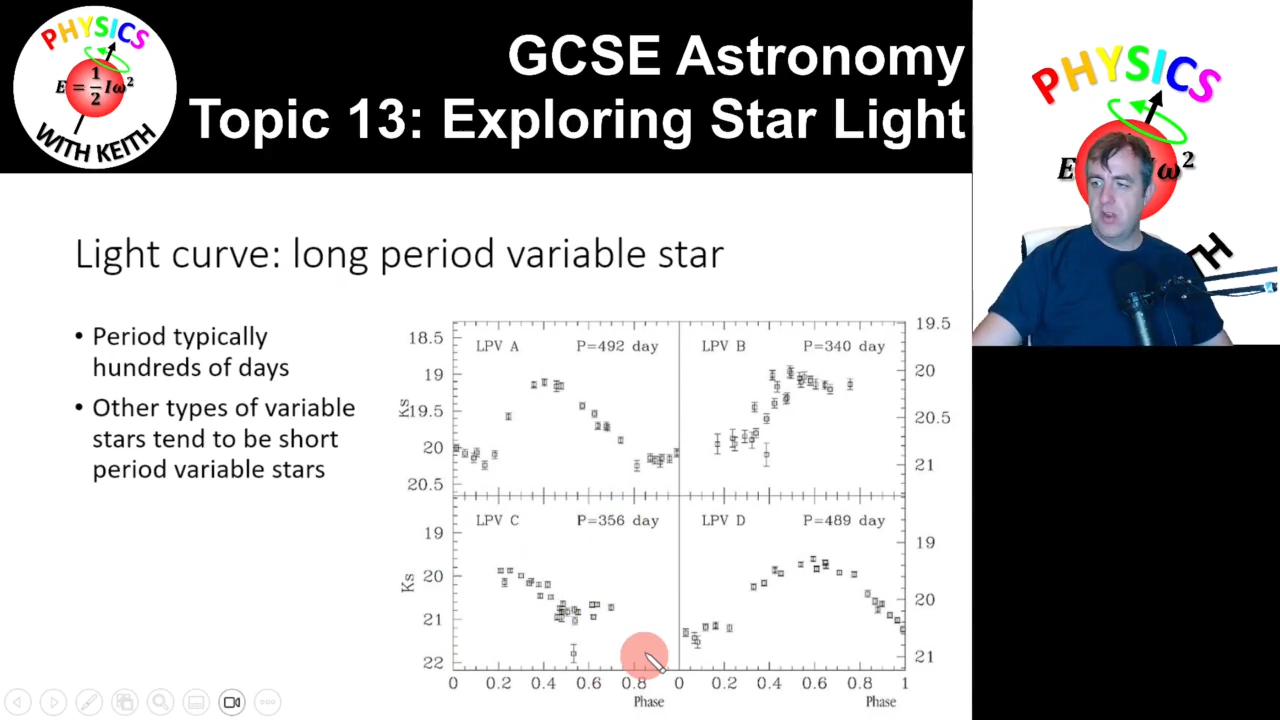 PHYSICS
E = 1/2 Iω²
WITH KEITH
GCSE Astronomy
Topic 13: Exploring Star Light
PHYSICS
E
ω²
TH
Light curve: long period variable star
• Period typically
hundreds of days
• Other types of variable
stars tend to be short
period variable stars
LPV A P=492 day
LPV B P=340 day
18.5
19
19.5
20
20.5
Ks
19.5
20
20.5
21
LPV C P=356 day
LPV D P=489 day
19
20
21
22
Ks
19
20
21
0 0.2 0.4 0.6 0.8 0 0.2 0.4 0.6 0.8 1
Phase Phase